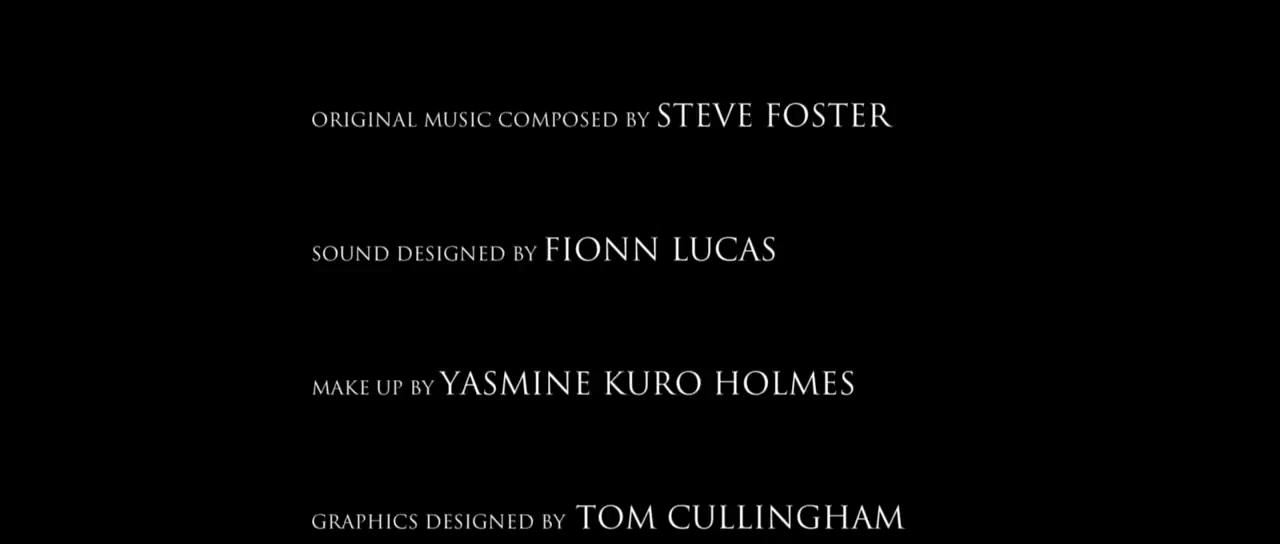 ORIGINAL MUSIC COMPOSED BY STEVE FOSTER
SOUND DESIGNED BY FIONN LUCAS
MAKE UP BY YASMINE KURO HOLMES
GRAPHICS DESIGNED BY TOM CULLINGHAM